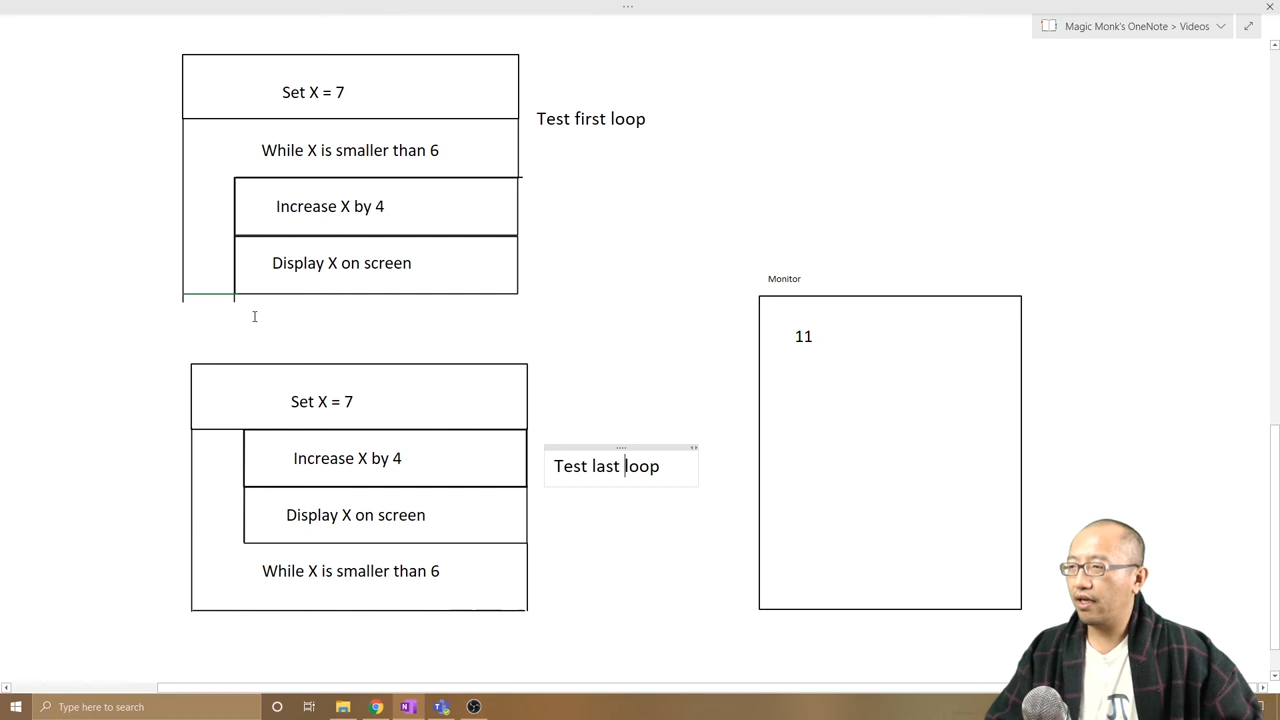 Magic Monk's OneNote > Videos
Set X = 7
Test first loop
While X is smaller than 6
Increase X by 4
Display X on screen
Monitor
11
Set X = 7
Increase X by 4
Test last loop
Display X on screen
While X is smaller than 6
Type here to search